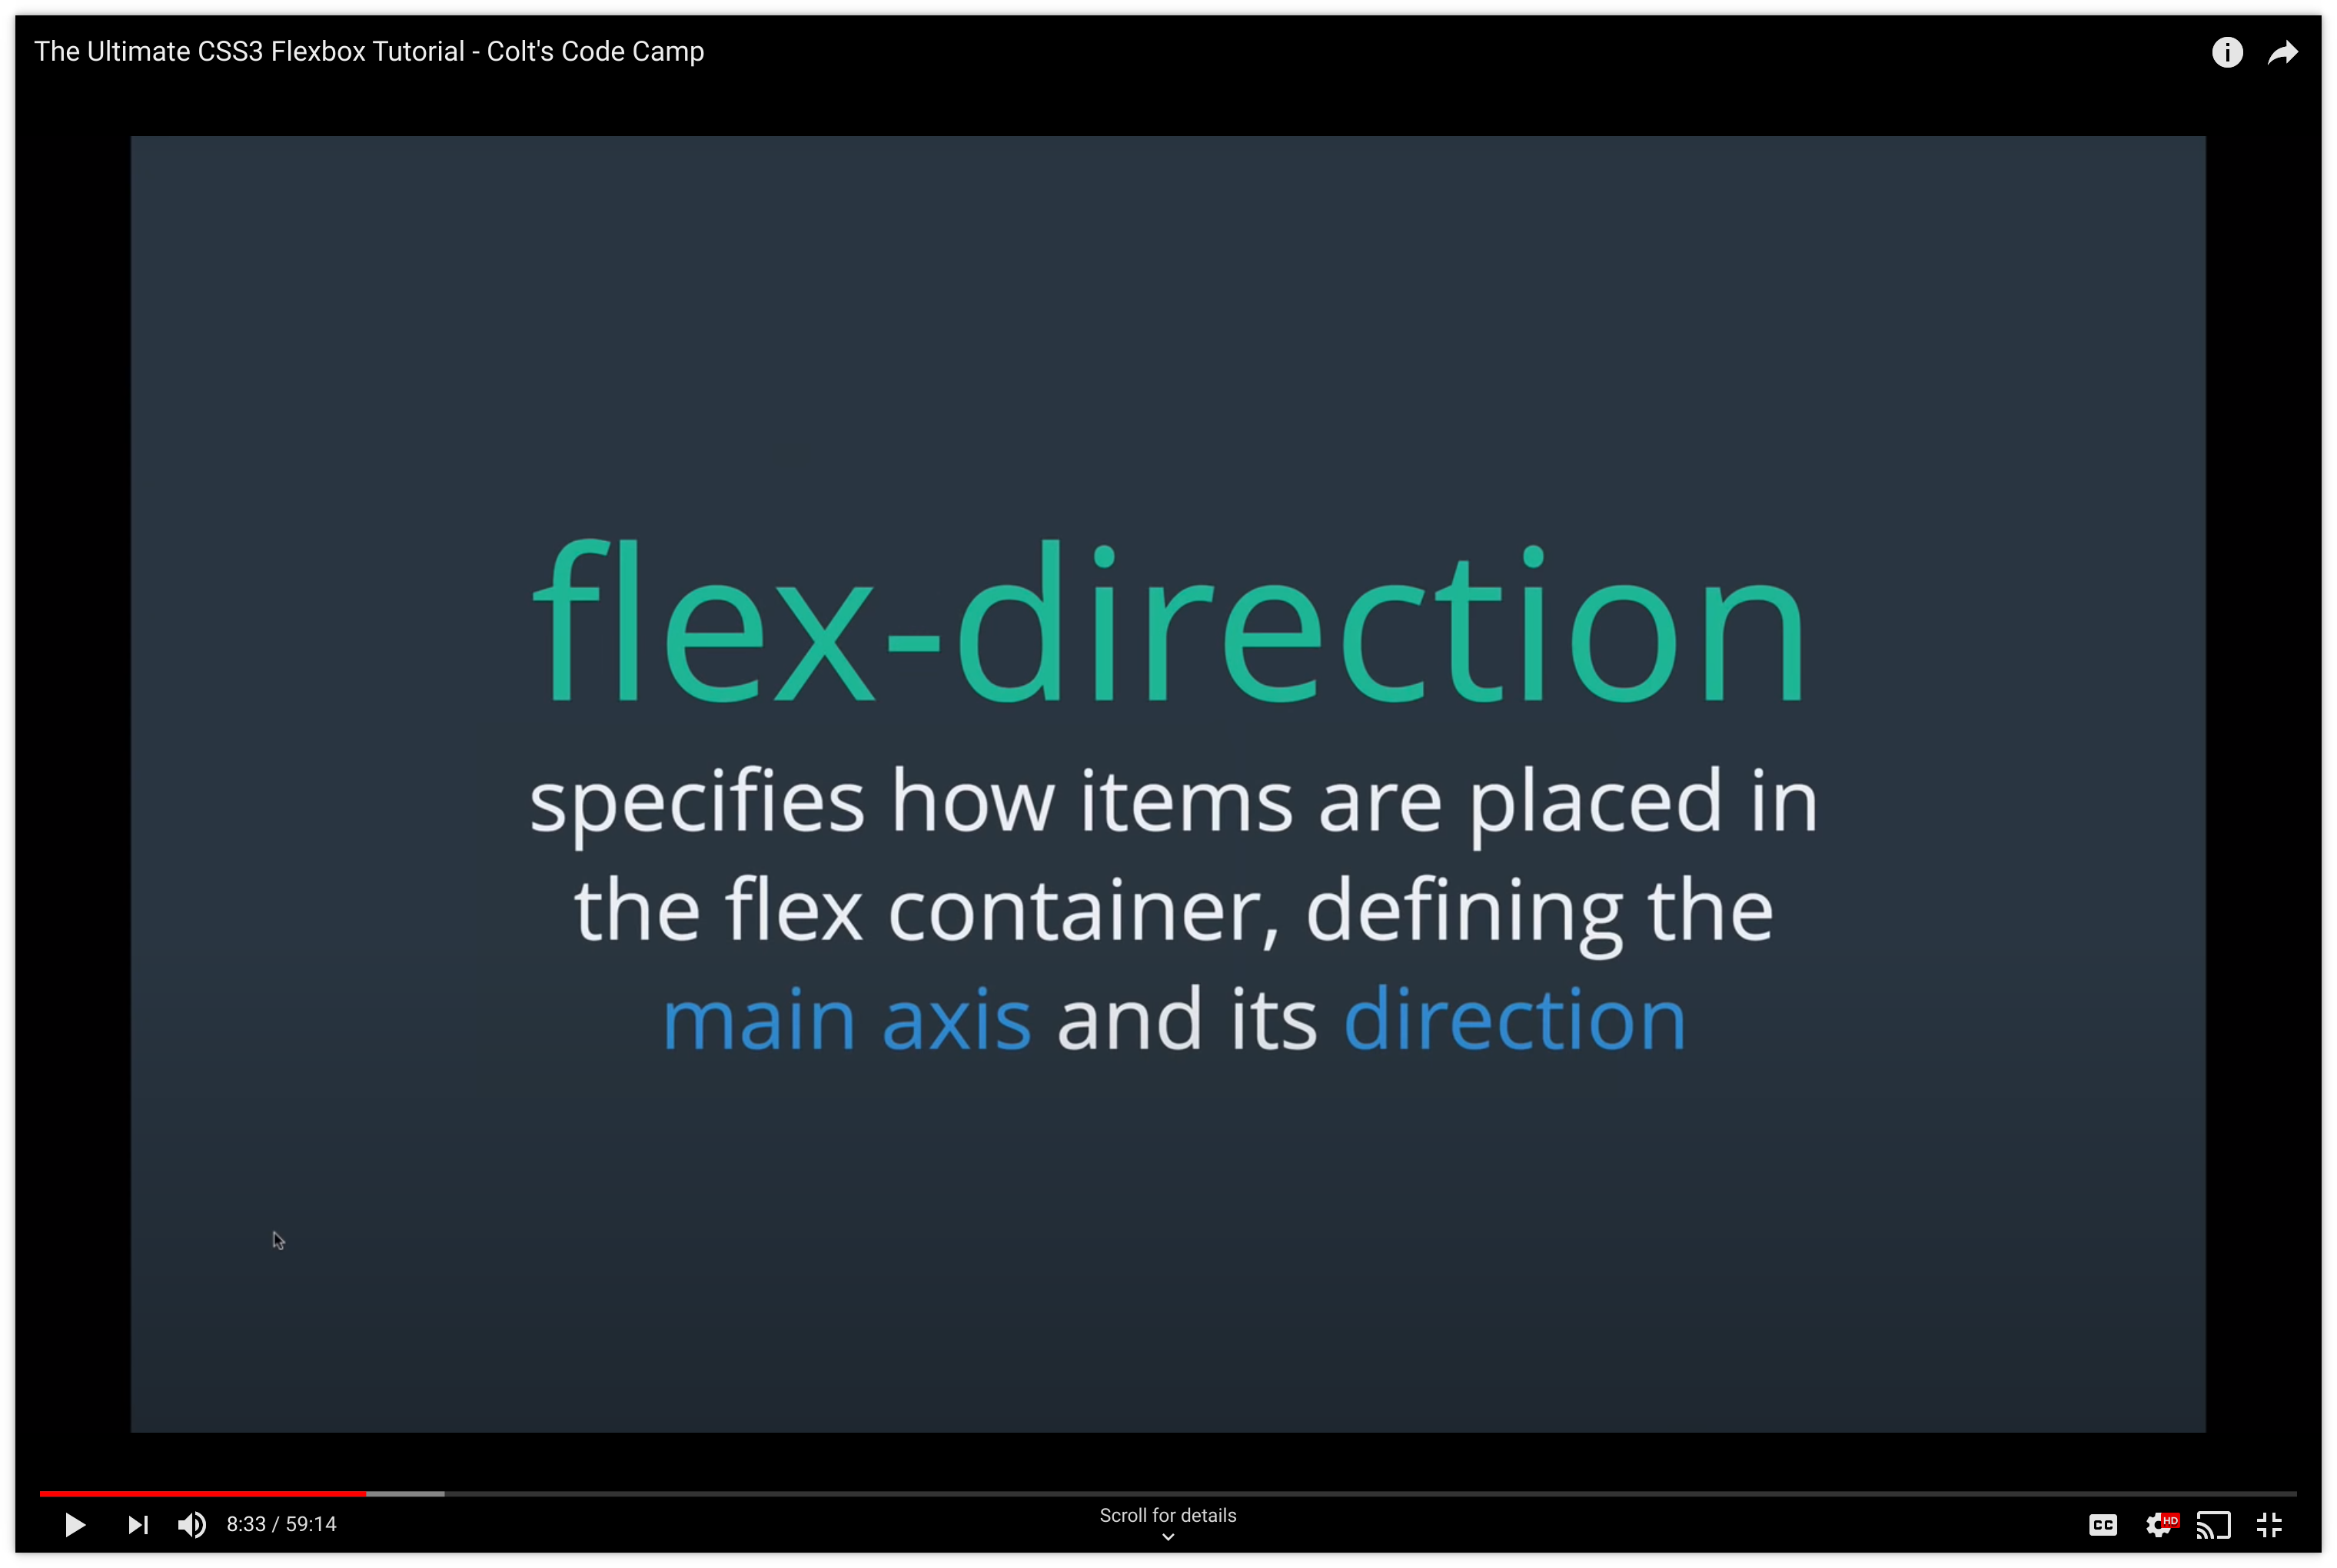 The Ultimate CSS3 Flexbox Tutorial - Colt's Code Camp
flex-direction
specifies how items are placed in
the flex container, defining the
main axis and its direction
8:33 / 59:14
Scroll for details
CC
HD